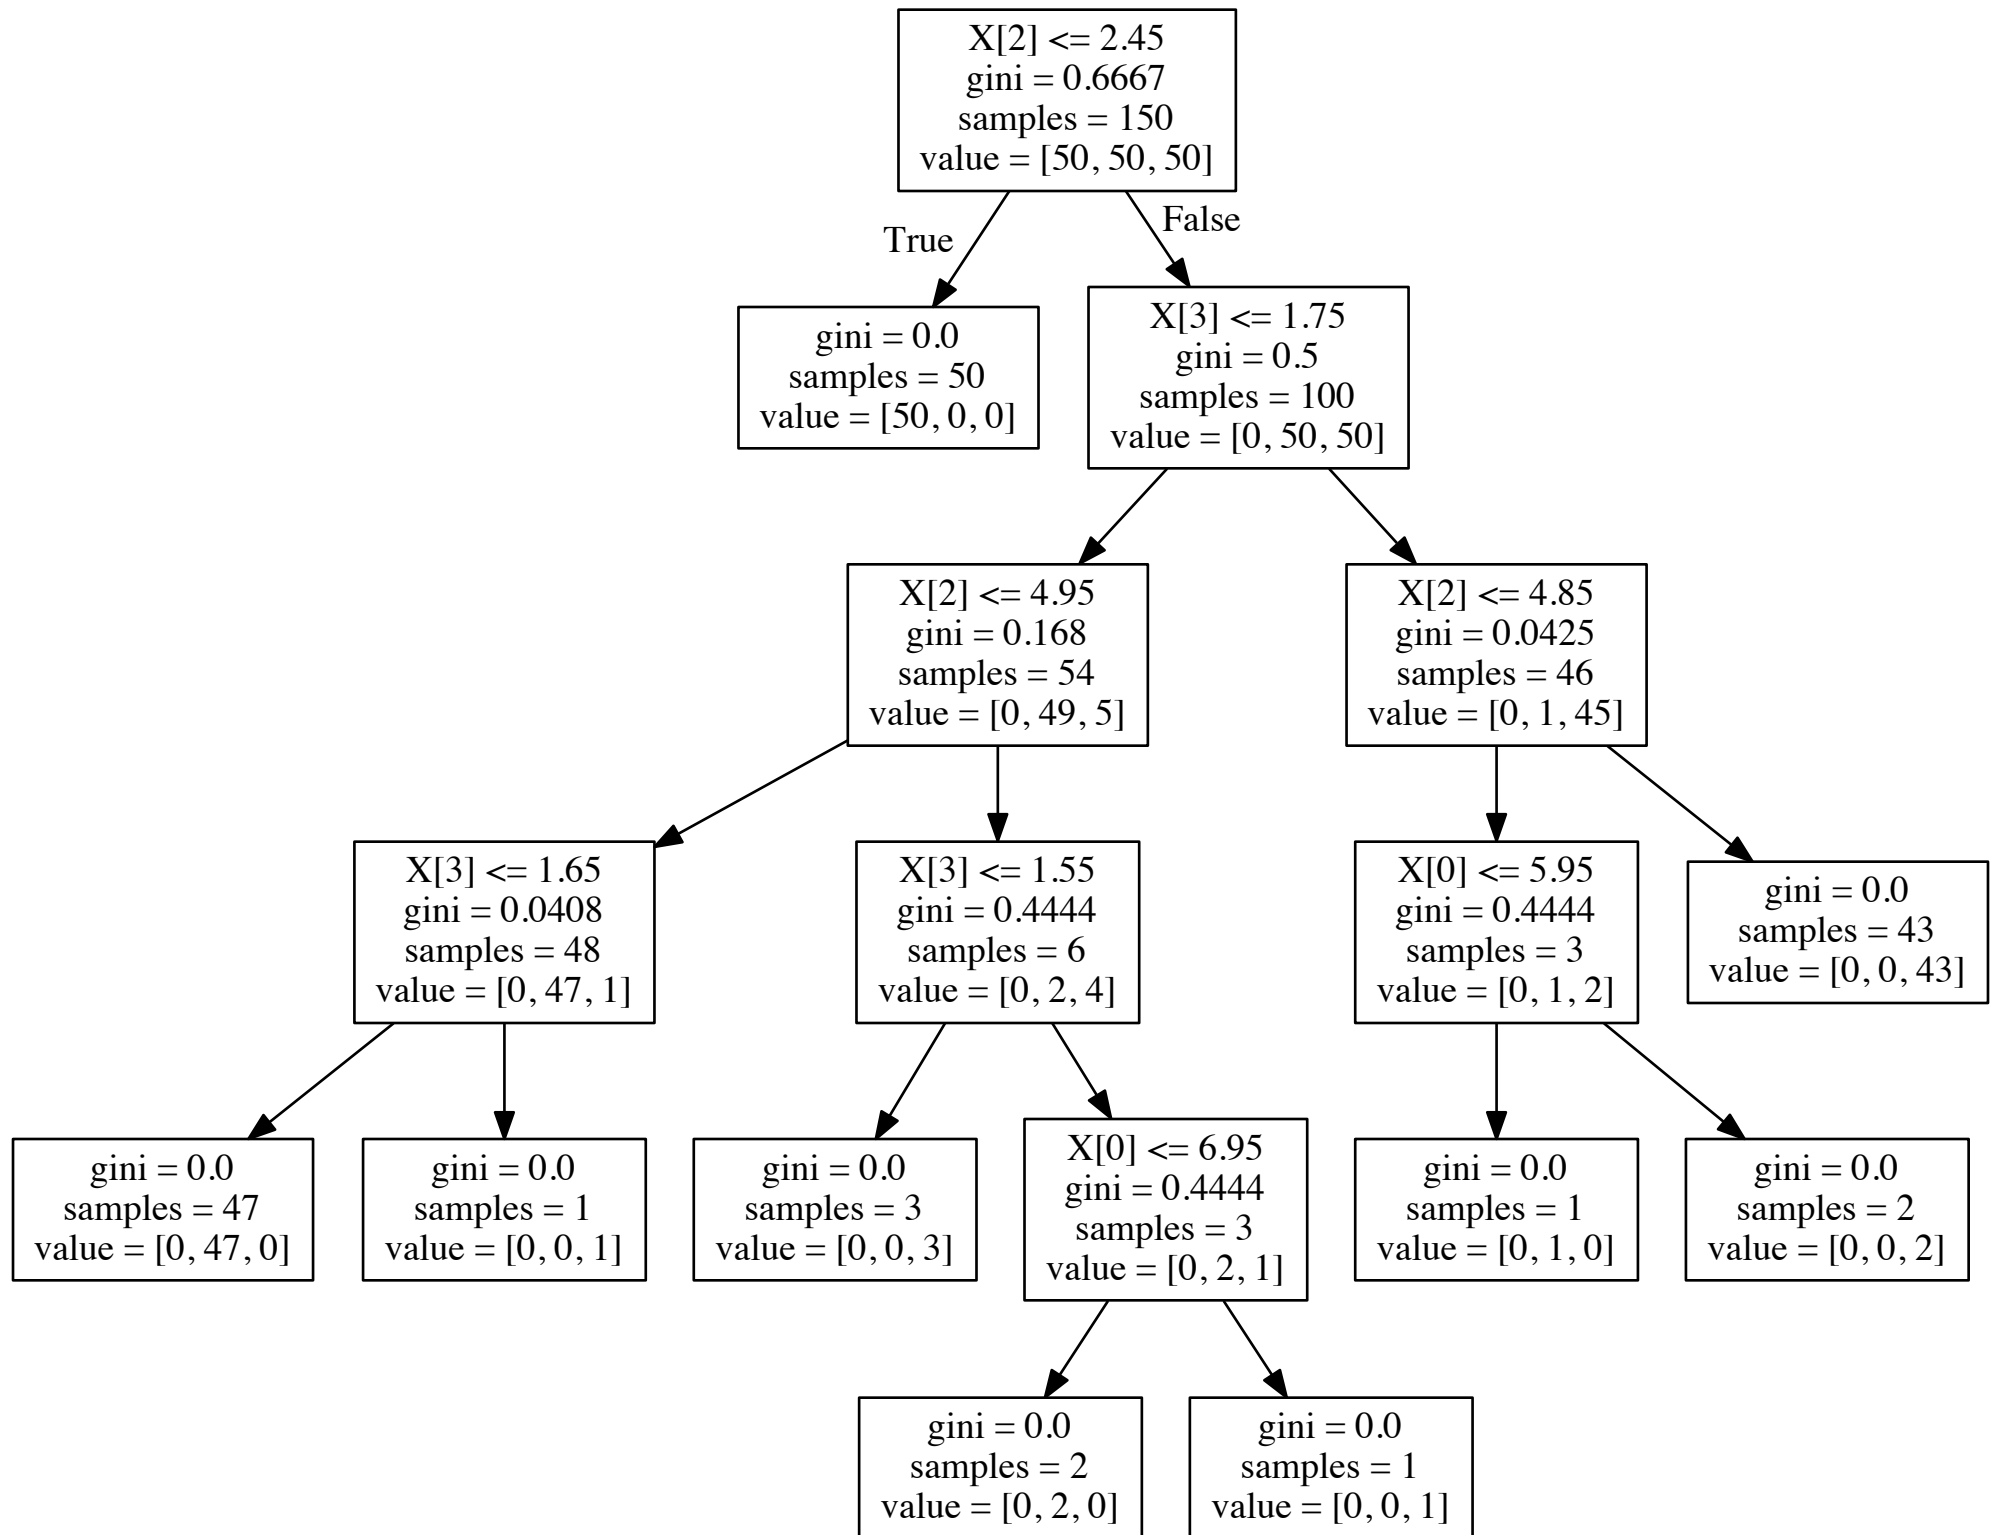 X[2] <= 2.45
gini = 0.6667
samples = 150
value = [50, 50, 50]
True
False
gini = 0.0
samples = 50
value = [50, 0, 0]
X[3] <= 1.75
gini = 0.5
samples = 100
value = [0, 50, 50]
X[2] <= 4.95
gini = 0.168
samples = 54
value = [0, 49, 5]
X[2] <= 4.85
gini = 0.0425
samples = 46
value = [0, 1, 45]
X[3] <= 1.65
gini = 0.0408
samples = 48
value = [0, 47, 1]
X[3] <= 1.55
gini = 0.4444
samples = 6
value = [0, 2, 4]
X[0] <= 5.95
gini = 0.4444
samples = 3
value = [0, 1, 2]
gini = 0.0
samples = 43
value = [0, 0, 43]
gini = 0.0
samples = 47
value = [0, 47, 0]
gini = 0.0
samples = 1
value = [0, 0, 1]
gini = 0.0
samples = 3
value = [0, 0, 3]
X[0] <= 6.95
gini = 0.4444
samples = 3
value = [0, 2, 1]
gini = 0.0
samples = 1
value = [0, 1, 0]
gini = 0.0
samples = 2
value = [0, 0, 2]
gini = 0.0
samples = 2
value = [0, 2, 0]
gini = 0.0
samples = 1
value = [0, 0, 1]